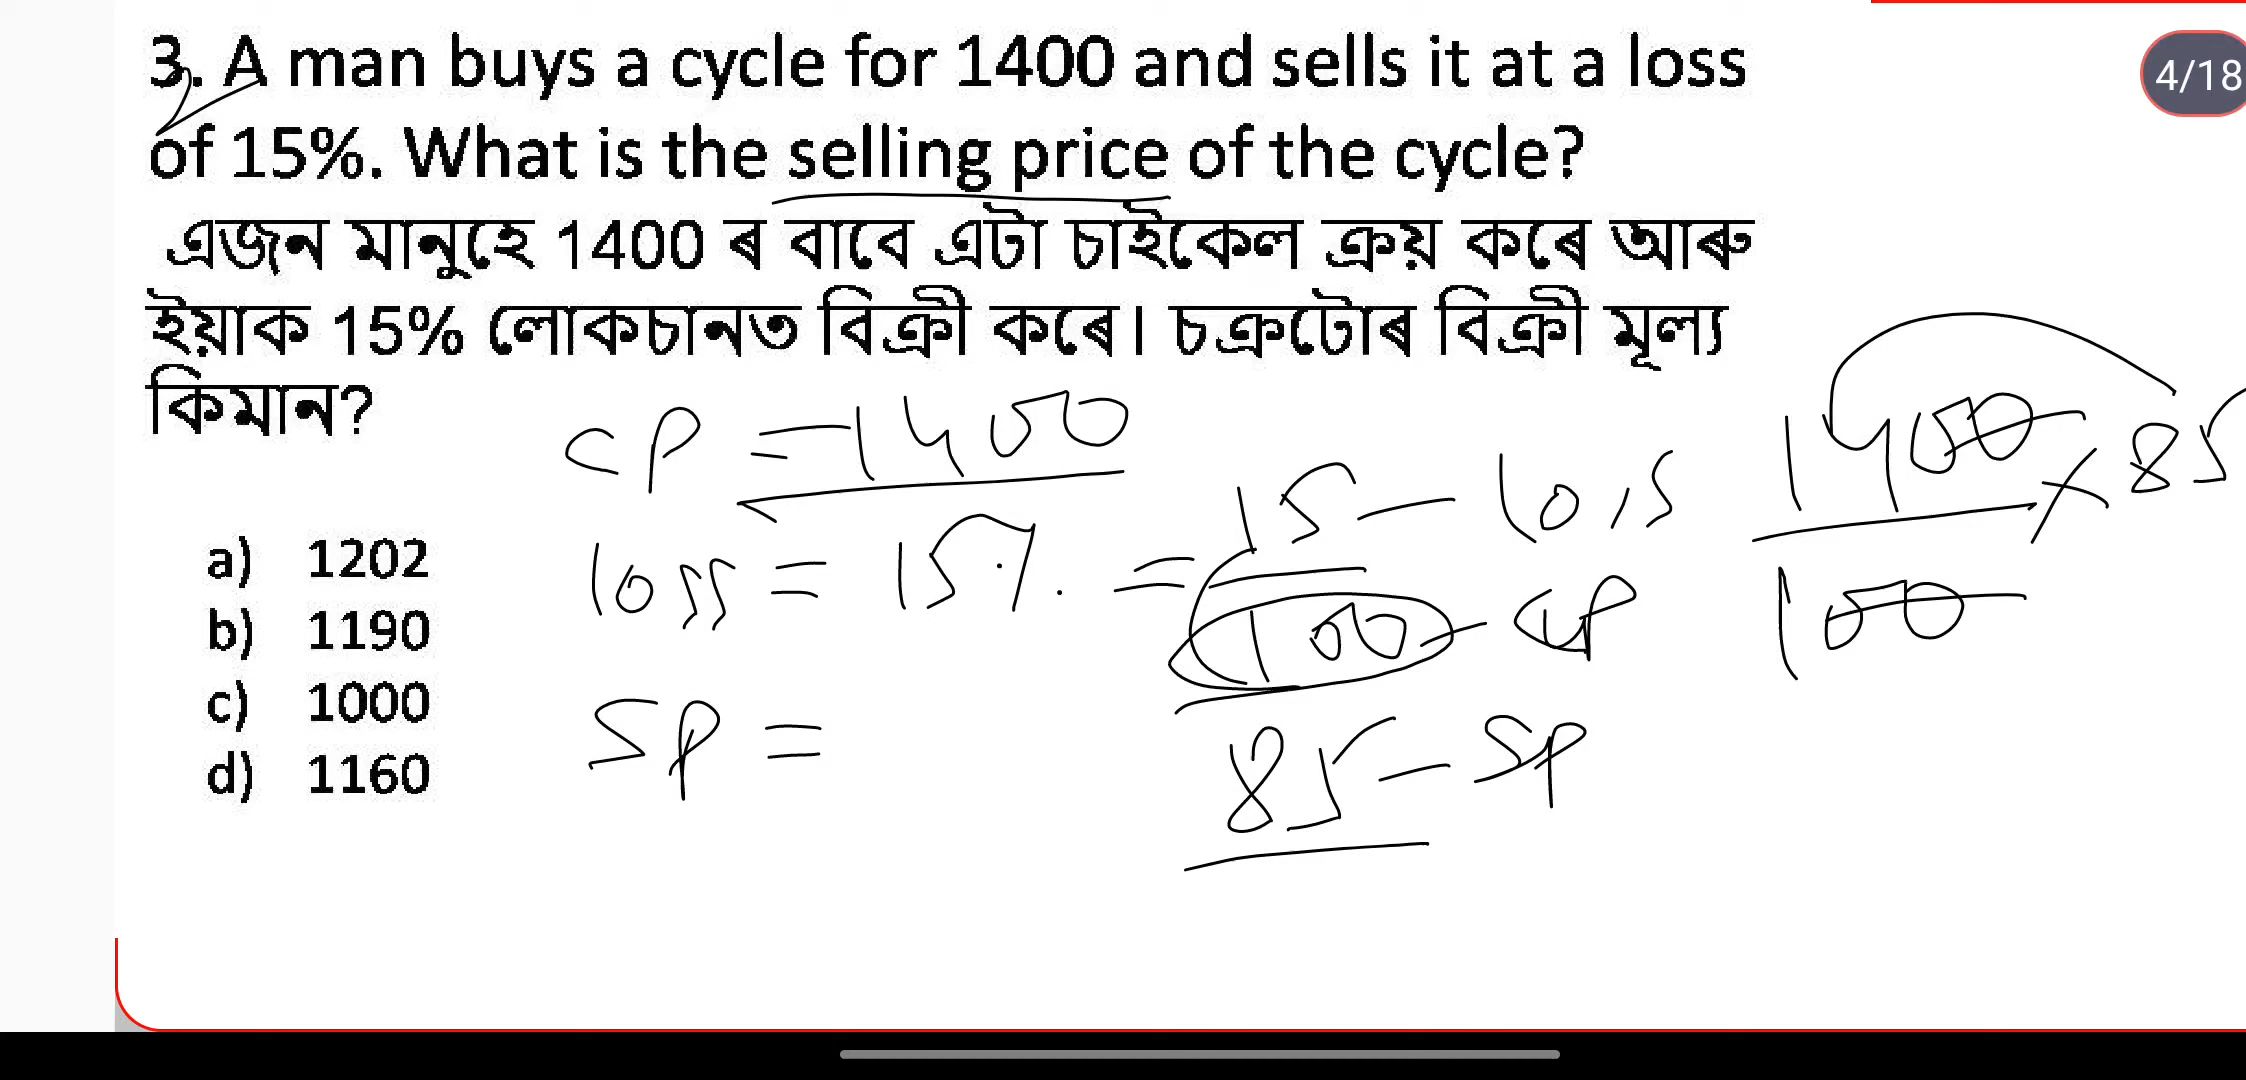 3. A man buys a cycle for 1400 and sells it at a loss
of 15%. What is the selling price of the cycle?
এজন মানুহে 1400 ৰ বাবে এটা চাইকেল ক্ৰয় কৰে আৰু
ইয়াক 15% লোকচানত বিক্ৰী কৰে। চক্ৰটোৰ বিক্ৰী মূল্য
কিমান?
a) 1202
b) 1190
c) 1000
d) 1160
CP = 1400
loss = 15% = 15 - loss
100 - CP
SP =
85 - SP
1400 × 85
100
4/18